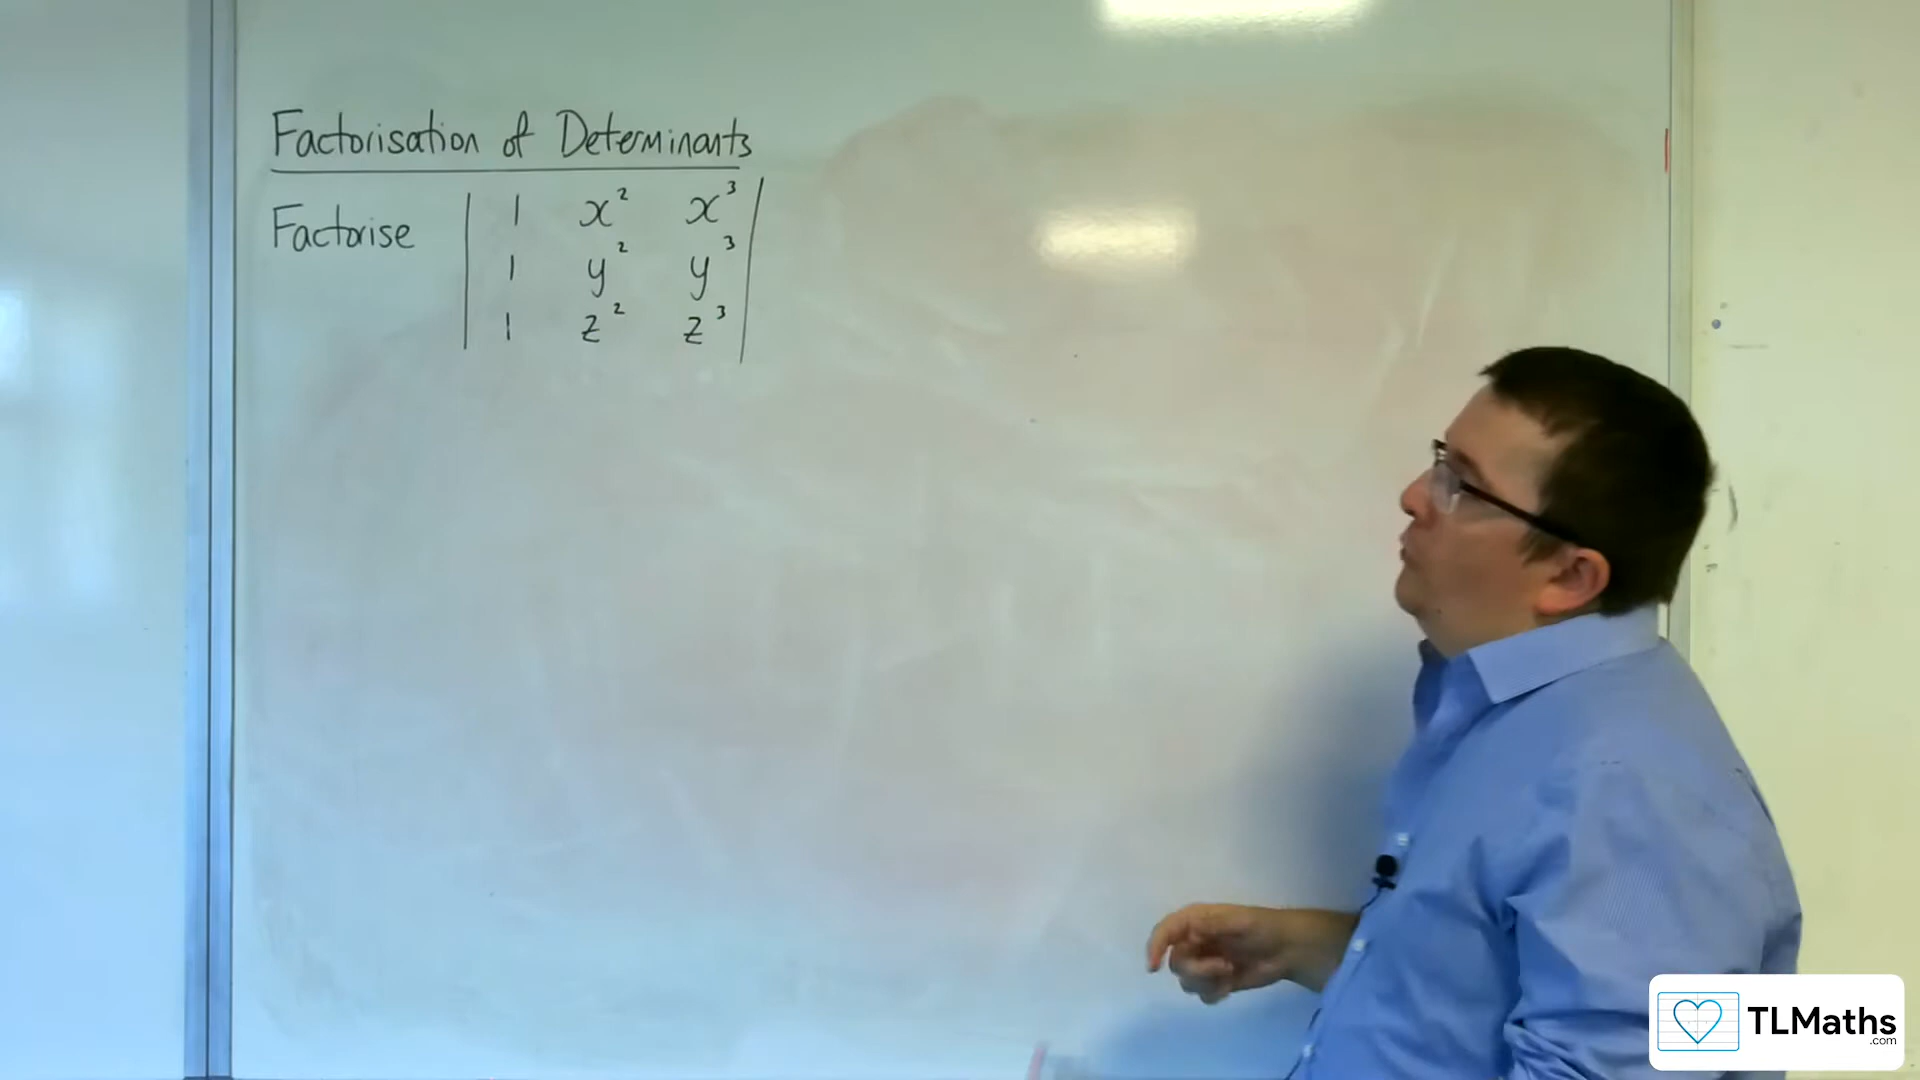 Factorisation of Determinants
Factorise | 1 x² x³ |
| 1 y² y³ |
| 1 z² z³ |
TLMaths
.com